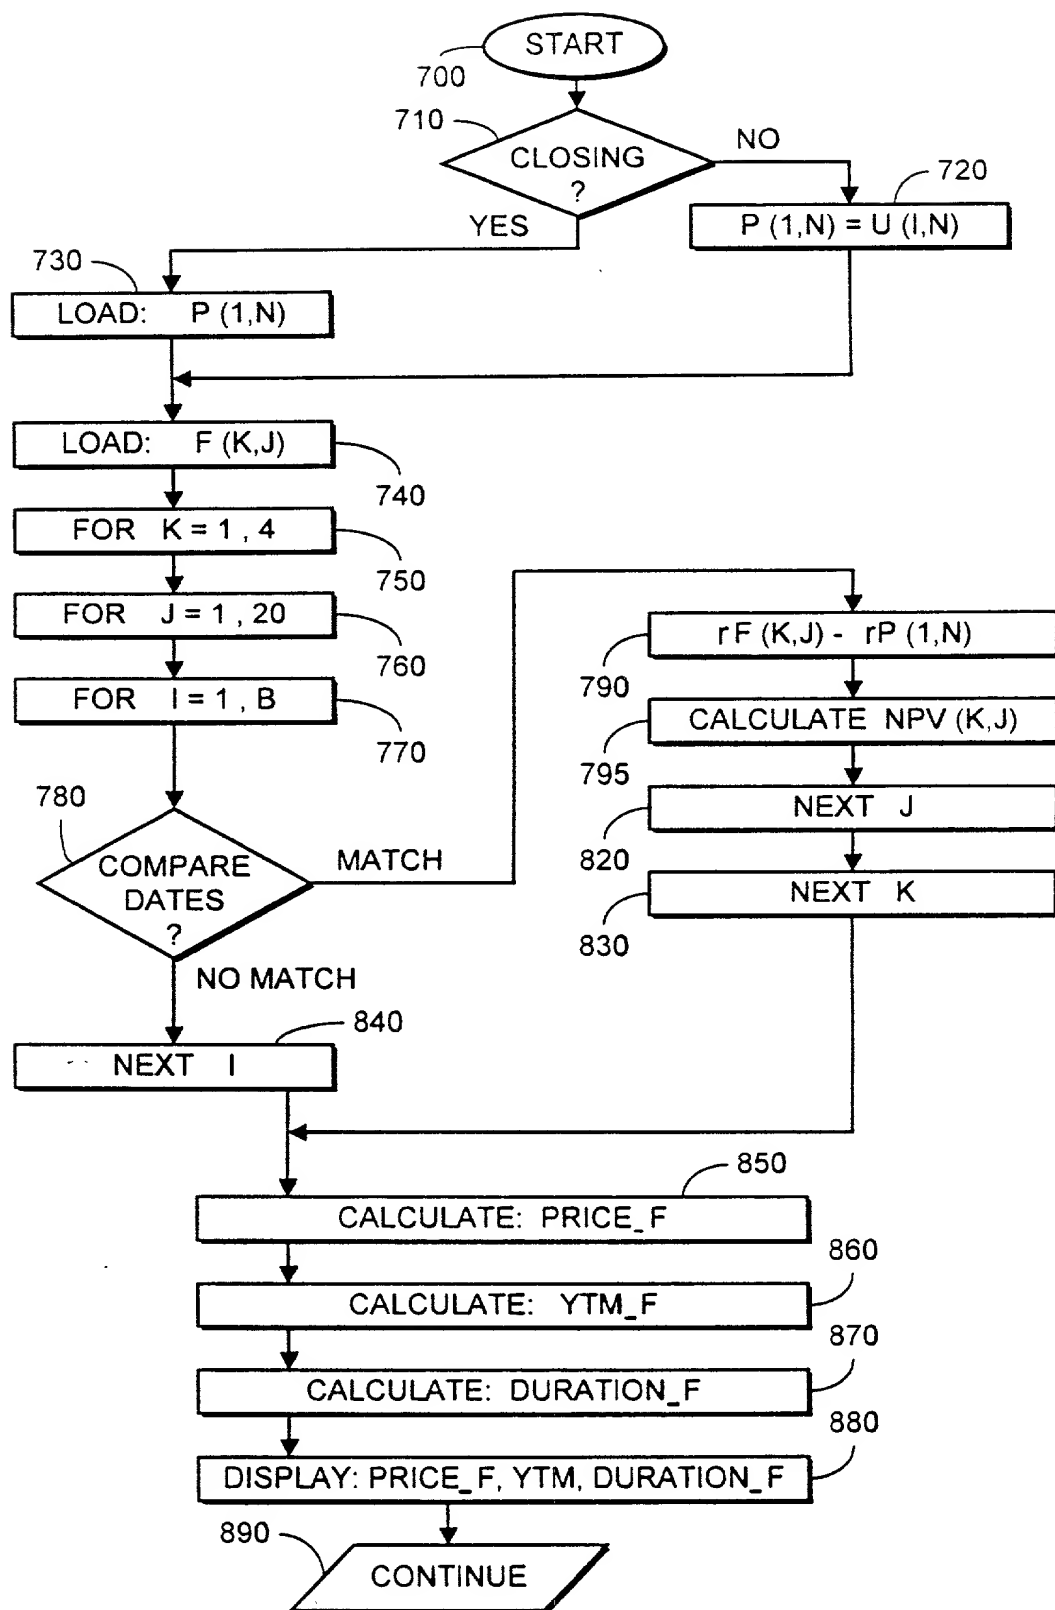 START
700
710
CLOSING
?
NO
720
P (1,N) = U (I,N)
YES
730
LOAD: P (1,N)
LOAD: F (K,J)
740
FOR K = 1 , 4
750
FOR J = 1 , 20
760
FOR I = 1 , B
770
rF (K,J) - rP (1,N)
790
CALCULATE NPV (K,J)
795
780
COMPARE
DATES
?
MATCH
NEXT J
820
NEXT K
830
NO MATCH
840
NEXT I
850
CALCULATE: PRICE_F
860
CALCULATE: YTM_F
870
CALCULATE: DURATION_F
880
DISPLAY: PRICE_F, YTM, DURATION_F
890
CONTINUE